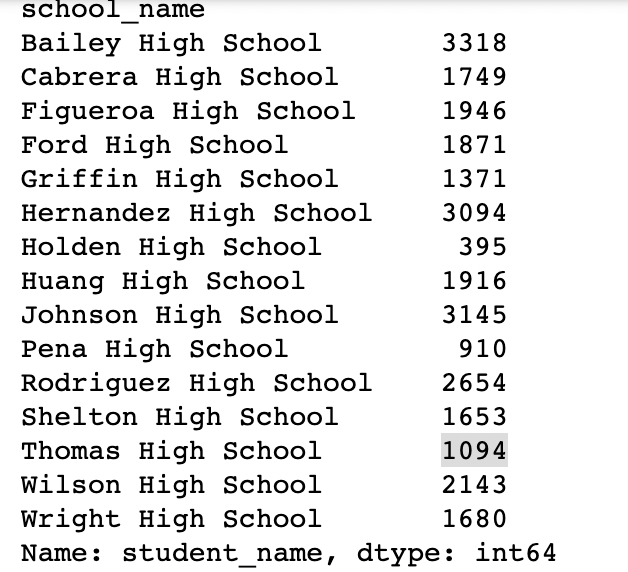 school_name
Bailey High School 3318
Cabrera High School 1749
Figueroa High School 1946
Ford High School 1871
Griffin High School 1371
Hernandez High School 3094
Holden High School 395
Huang High School 1916
Johnson High School 3145
Pena High School 910
Rodriguez High School 2654
Shelton High School 1653
Thomas High School 1094
Wilson High School 2143
Wright High School 1680
Name: student_name, dtype: int64